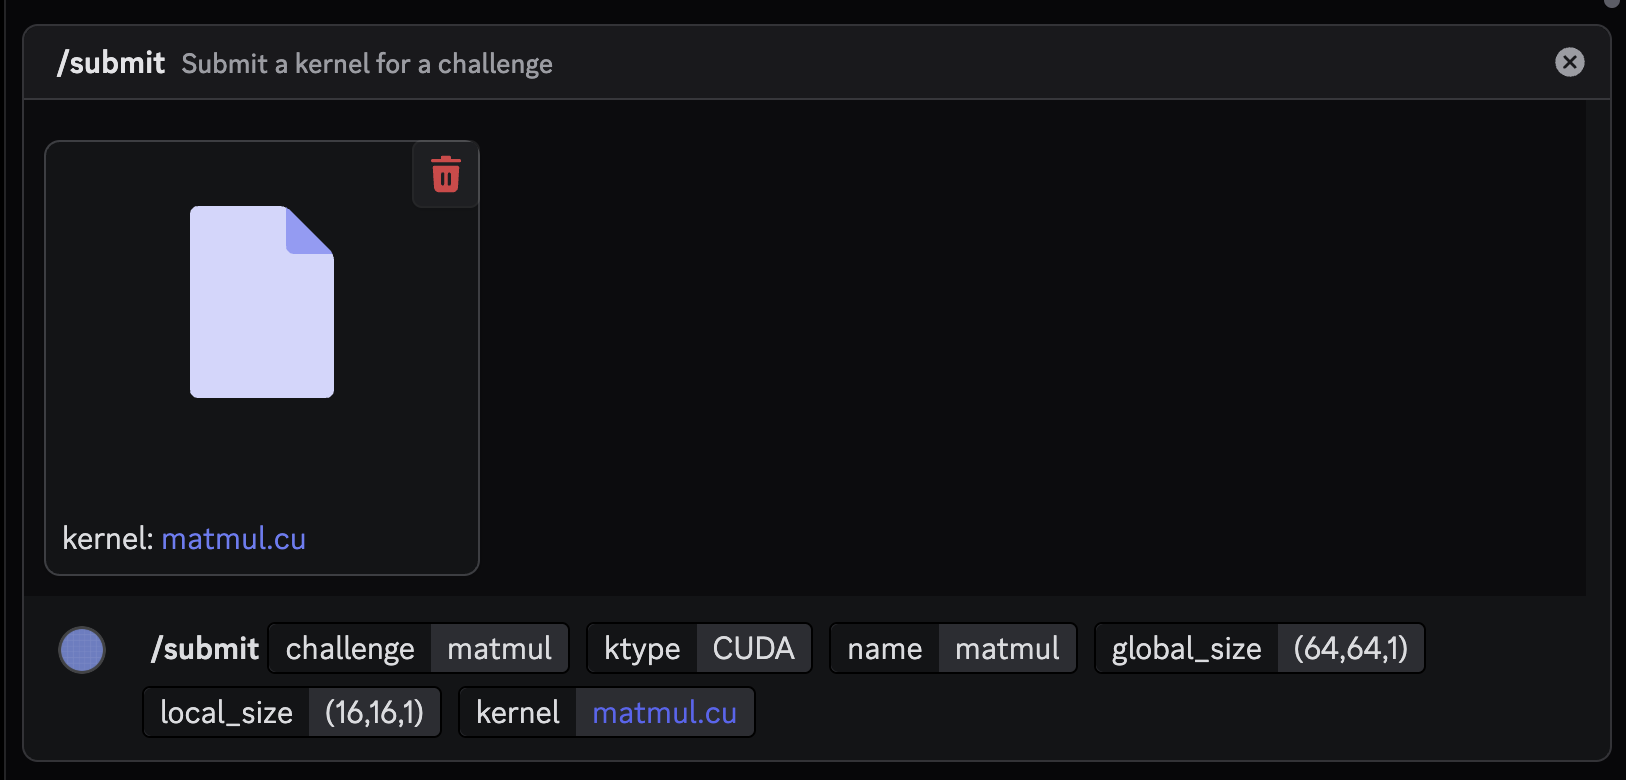 /submit Submit a kernel for a challenge
kernel: matmul.cu
/submit challenge matmul ktype CUDA name matmul global_size (64,64,1)
local_size (16,16,1) kernel matmul.cu